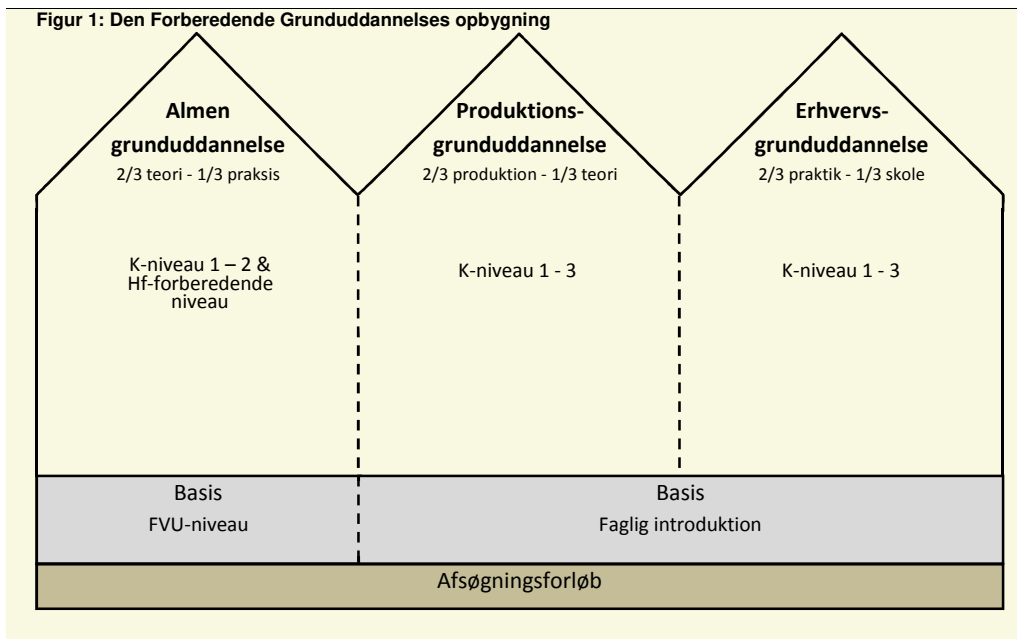 Figur 1: Den Forberedende Grunduddannelses opbygning
Almen
grunduddannelse
2/3 teori - 1/3 praksis
K-niveau 1 – 2 &
Hf-forberedende
niveau
Produktions-
grunduddannelse
2/3 produktion - 1/3 teori
K-niveau 1 - 3
Erhvervs-
grunduddannelse
2/3 praktik - 1/3 skole
K-niveau 1 - 3
Basis
FVU-niveau
Basis
Faglig introduktion
Afsøgningsforløb